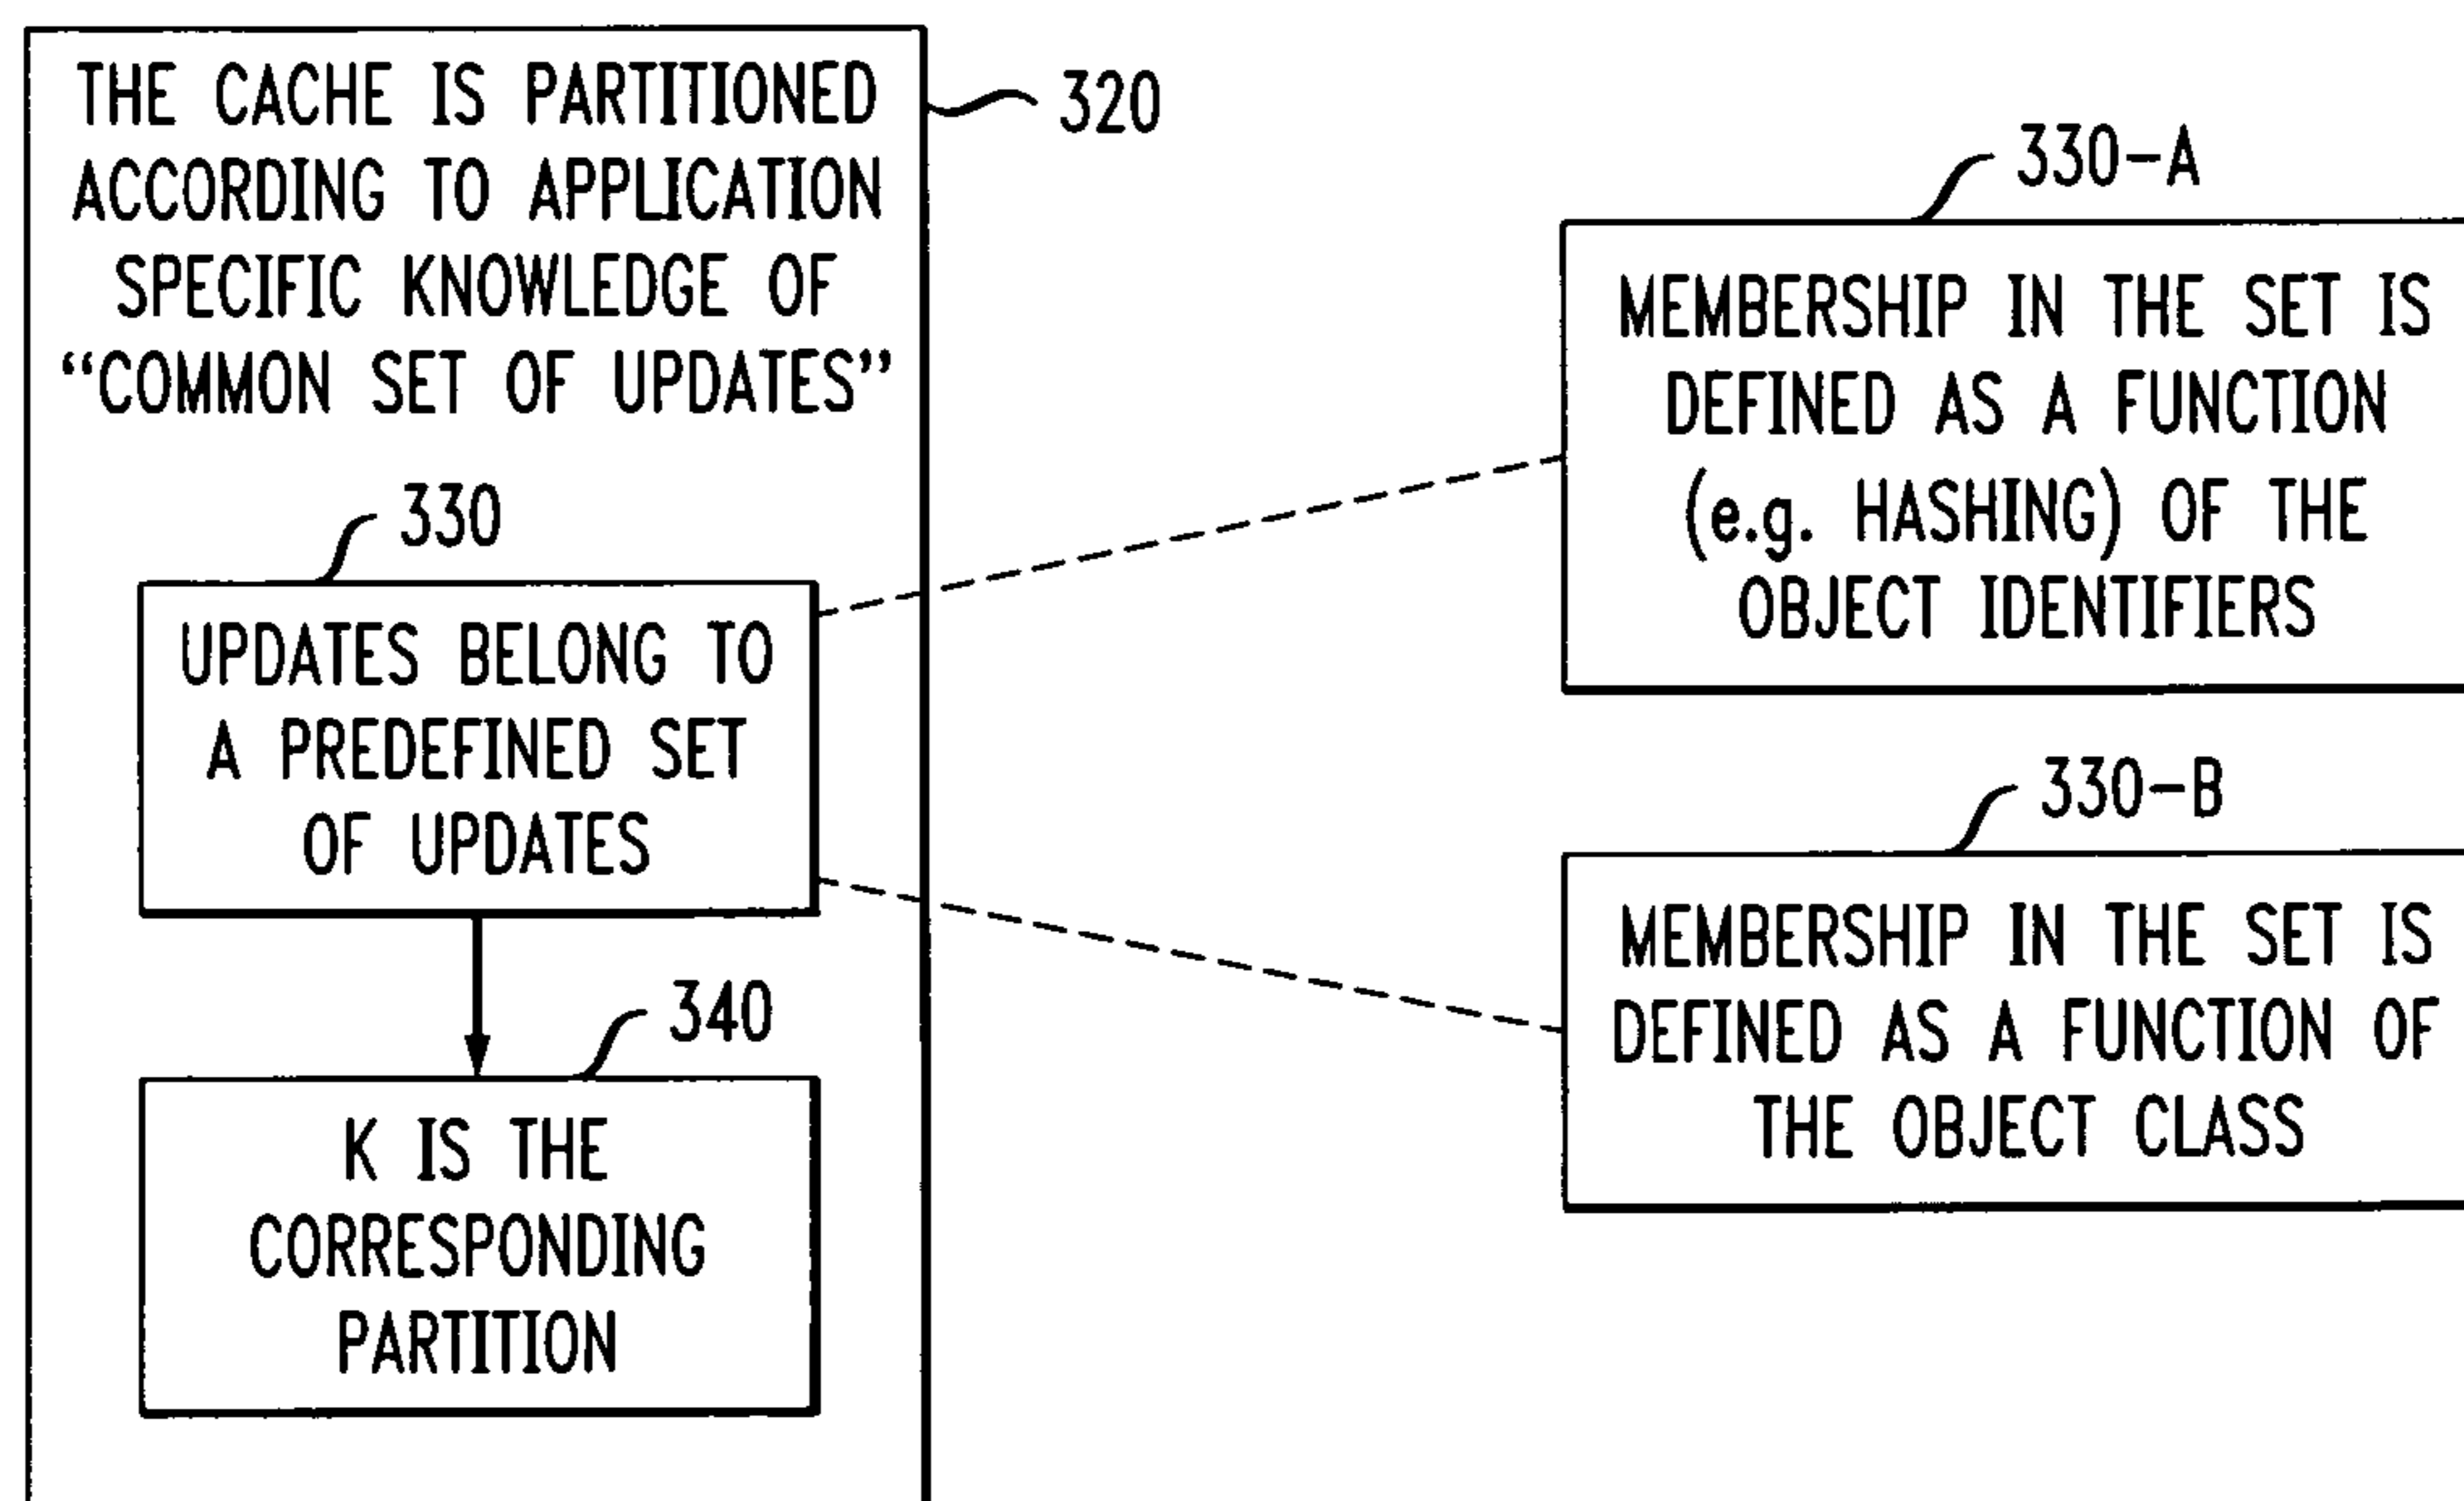 THE CACHE IS PARTITIONED
ACCORDING TO APPLICATION
SPECIFIC KNOWLEDGE OF
“COMMON SET OF UPDATES”
320
330
UPDATES BELONG TO
A PREDEFINED SET
OF UPDATES
340
K IS THE
CORRESPONDING
PARTITION
330-A
MEMBERSHIP IN THE SET IS
DEFINED AS A FUNCTION
(e.g. HASHING) OF THE
OBJECT IDENTIFIERS
330-B
MEMBERSHIP IN THE SET IS
DEFINED AS A FUNCTION OF
THE OBJECT CLASS